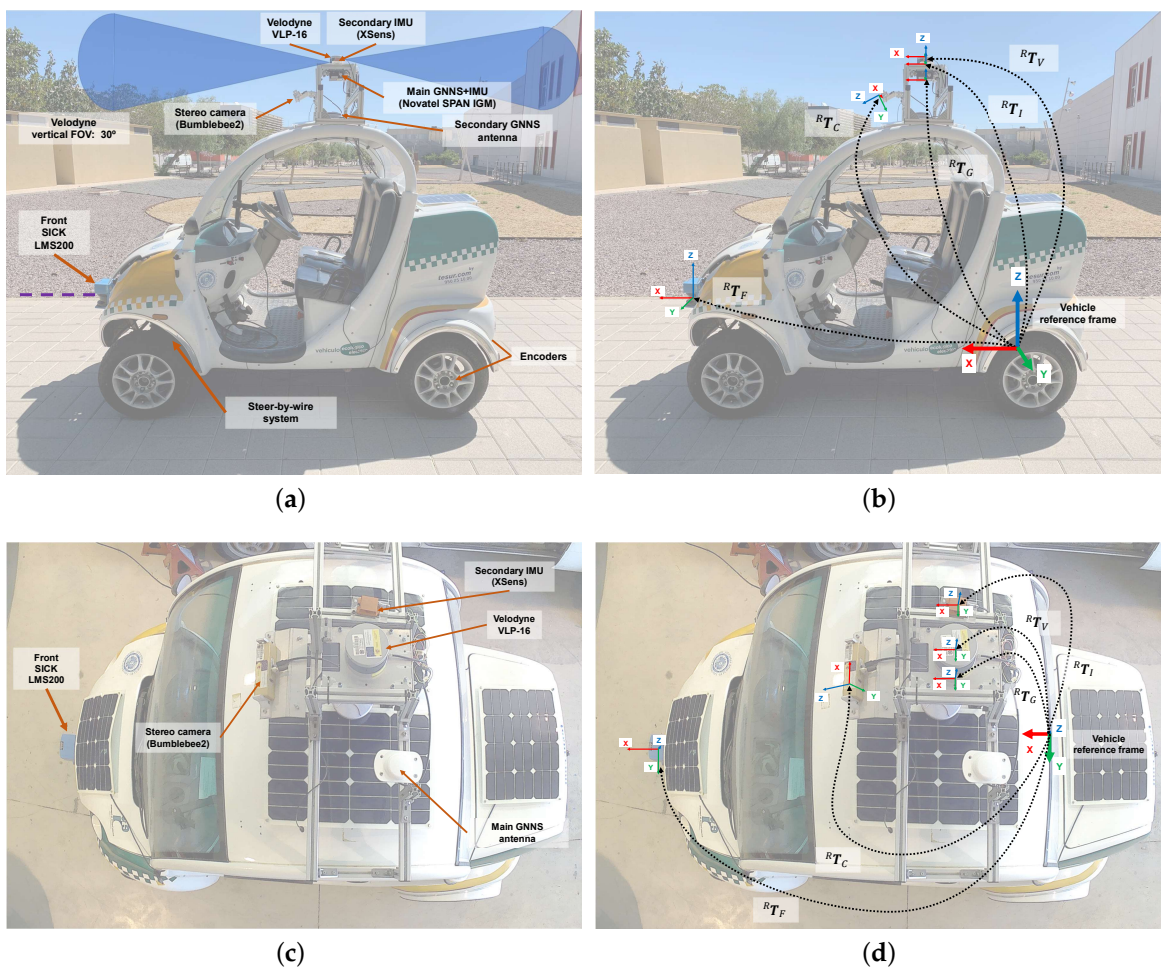 Velodyne
VLP-16
Secondary IMU
(XSens)
Main GNNS+IMU
(Novatel SPAN IGM)
Stereo camera
(Bumblebee2)
Secondary GNNS
antenna
Velodyne
vertical FOV: 30º
Front
SICK
LMS200
tesur.com
vehículo
Encoders
Steer-by-wire
system
(a)
Z
X
X
Z
Y
Z
X
Y
ᴿT_V
ᴿT_I
ᴿT_C
ᴿT_G
ᴿT_F
Z
Vehicle
reference frame
X
Y
(b)
Secondary IMU
(XSens)
Velodyne
VLP-16
Front
SICK
LMS200
Stereo camera
(Bumblebee2)
Main GNNS
antenna
(c)
Z
X
Y
Z
X
Y
Z
X
Y
X
Z
Y
Z
X
Y
ᴿT_V
ᴿT_I
ᴿT_G
Z
X
Y
Vehicle
reference frame
ᴿT_C
ᴿT_F
(d)